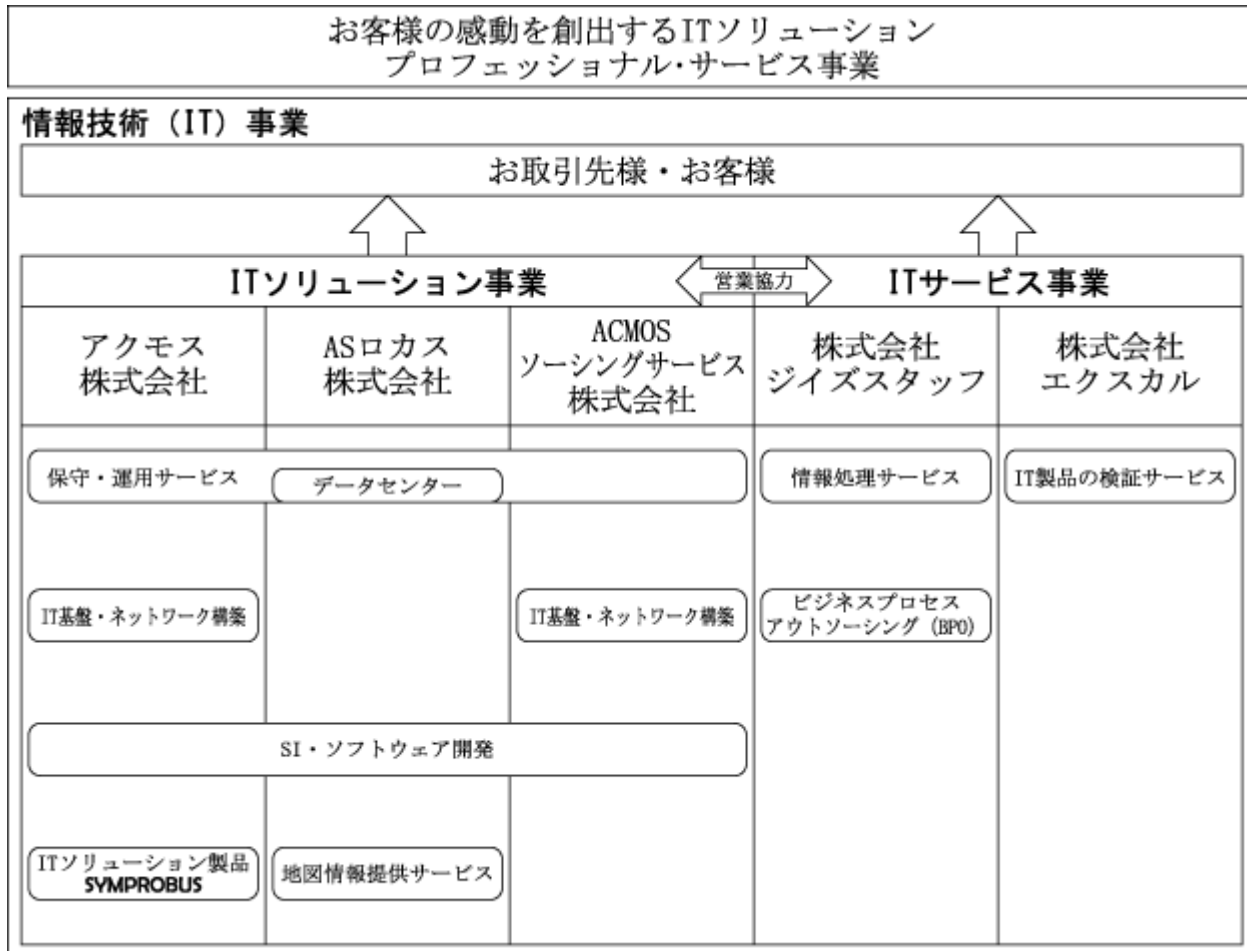 お客様の感動を創出するITソリューション
プロフェッショナル･サービス事業
情報技術（IT）事業
お取引先様・お客様
ITソリューション事業
営業協力
ITサービス事業
アクモス
株式会社
ASロカス
株式会社
ACMOS
ソーシングサービス
株式会社
株式会社
ジイズスタッフ
株式会社
エクスカル
保守・運用サービス
データセンター
情報処理サービス
IT製品の検証サービス
IT基盤・ネットワーク構築
IT基盤・ネットワーク構築
ビジネスプロセス
アウトソーシング（BPO）
SI・ソフトウェア開発
ITソリューション製品
SYMPROBUS
地図情報提供サービス